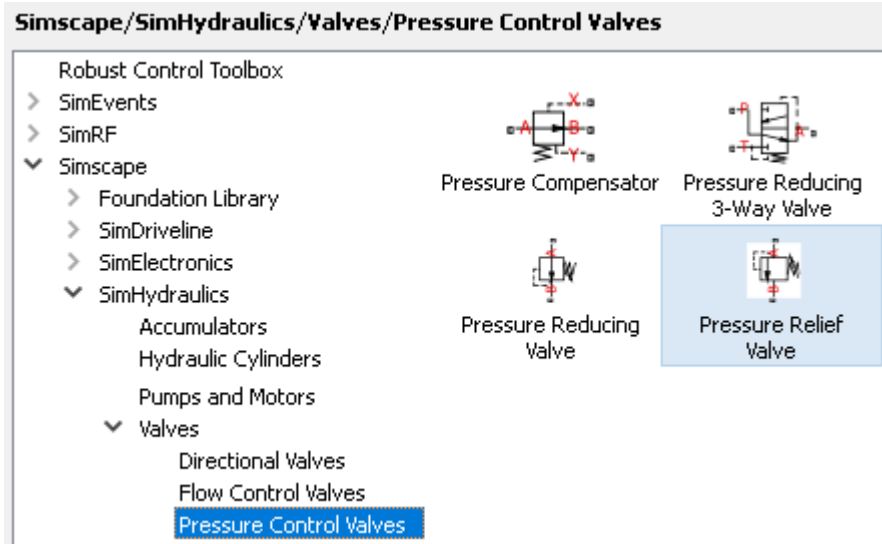 Simscape/SimHydraulics/Valves/Pressure Control Valves
Robust Control Toolbox
SimEvents
SimRF
Simscape
Foundation Library
SimDriveline
SimElectronics
SimHydraulics
Accumulators
Hydraulic Cylinders
Pumps and Motors
Valves
Directional Valves
Flow Control Valves
Pressure Control Valves
X
A B
Y
Pressure Compensator
P
A
T
Pressure Reducing
3-Way Valve
A
B
Pressure Reducing
Valve
A
B
Pressure Relief
Valve